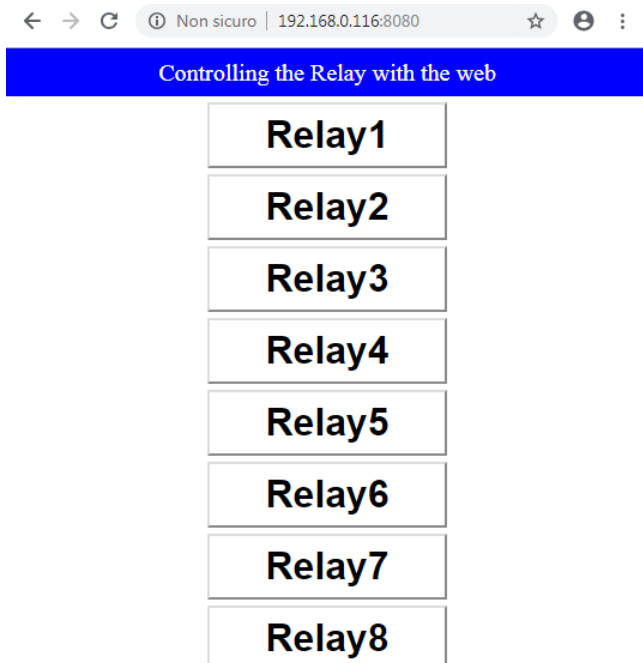 Non sicuro | 192.168.0.116:8080
Controlling the Relay with the web
Relay1
Relay2
Relay3
Relay4
Relay5
Relay6
Relay7
Relay8